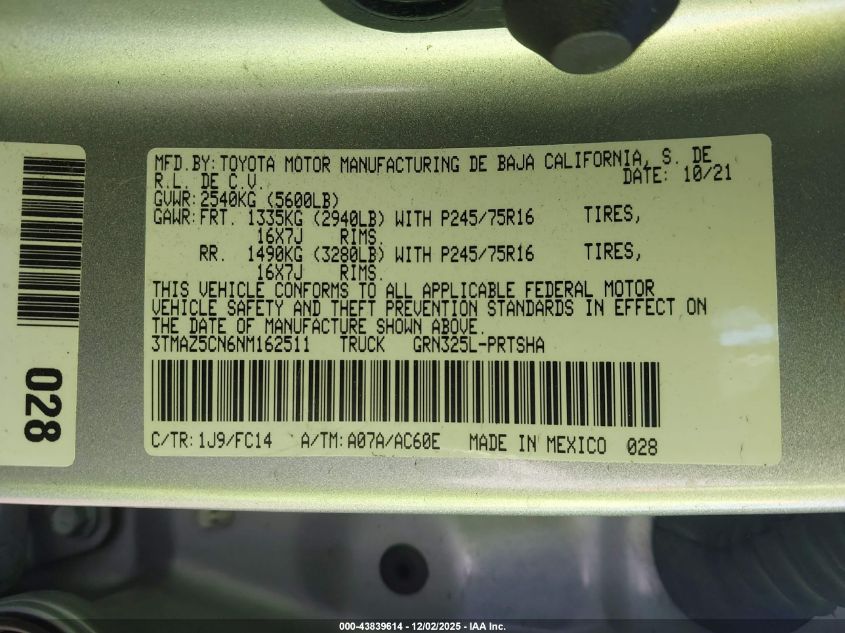 MFD.BY:TOYOTA MOTOR MANUFACTURING DE BAJA CALIFORNIA, S. DE
R.L. DE C.V. DATE: 10/21
GVWR:2540KG (5600LB)
GAWR:FRT. 1335KG (2940LB) WITH P245/75R16 TIRES,
16X7J RIMS.
RR. 1490KG (3280LB) WITH P245/75R16 TIRES,
16X7J RIMS.
THIS VEHICLE CONFORMS TO ALL APPLICABLE FEDERAL MOTOR
VEHICLE SAFETY AND THEFT PREVENTION STANDARDS IN EFFECT ON
THE DATE OF MANUFACTURE SHOWN ABOVE.
3TMAZ5CN6NM162511 TRUCK GRN325L-PRTSHA
C/TR:1J9/FC14 A/TM:A07A/AC60E MADE IN MEXICO 028
028
000-43839614 - 12/02/2025 - IAA Inc.